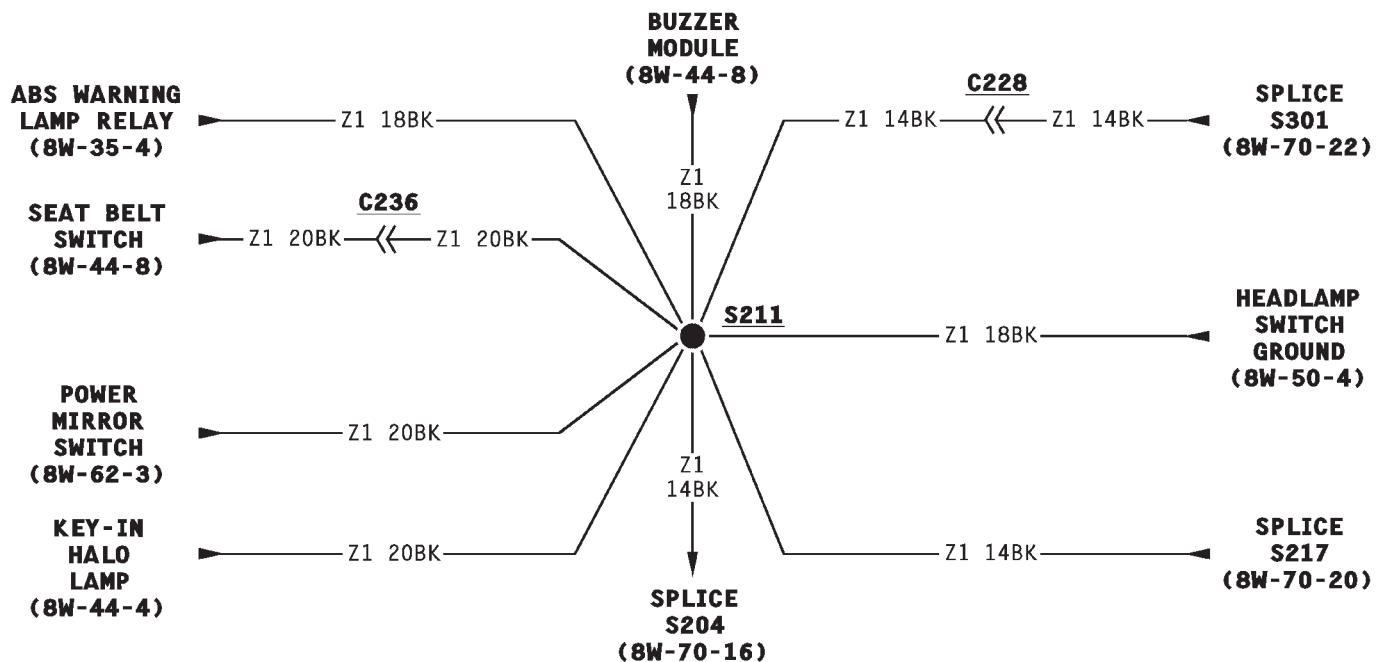 BUZZER
MODULE
(8W-44-8)
ABS WARNING
LAMP RELAY
(8W-35-4)
Z1 18BK
Z1
18BK
Z1 14BK
C228
Z1 14BK
SPLICE
S301
(8W-70-22)
SEAT BELT
SWITCH
(8W-44-8)
Z1 20BK
C236
Z1 20BK
S211
Z1 18BK
HEADLAMP
SWITCH
GROUND
(8W-50-4)
POWER
MIRROR
SWITCH
(8W-62-3)
Z1 20BK
Z1
14BK
KEY-IN
HALO
LAMP
(8W-44-4)
Z1 20BK
Z1 14BK
SPLICE
S217
(8W-70-20)
SPLICE
S204
(8W-70-16)